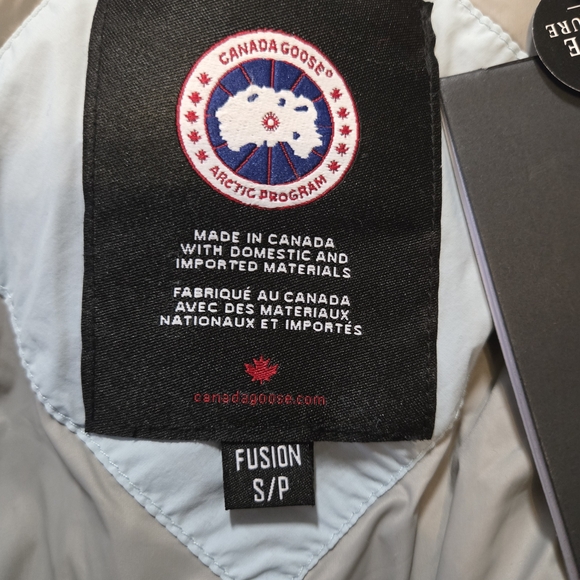 CANADA GOOSE®
ARCTIC PROGRAM
MADE IN CANADA
WITH DOMESTIC AND
IMPORTED MATERIALS
FABRIQUÉ AU CANADA
AVEC DES MATERIAUX
NATIONAUX ET IMPORTÉS
canadagoose.com
FUSION
S/P